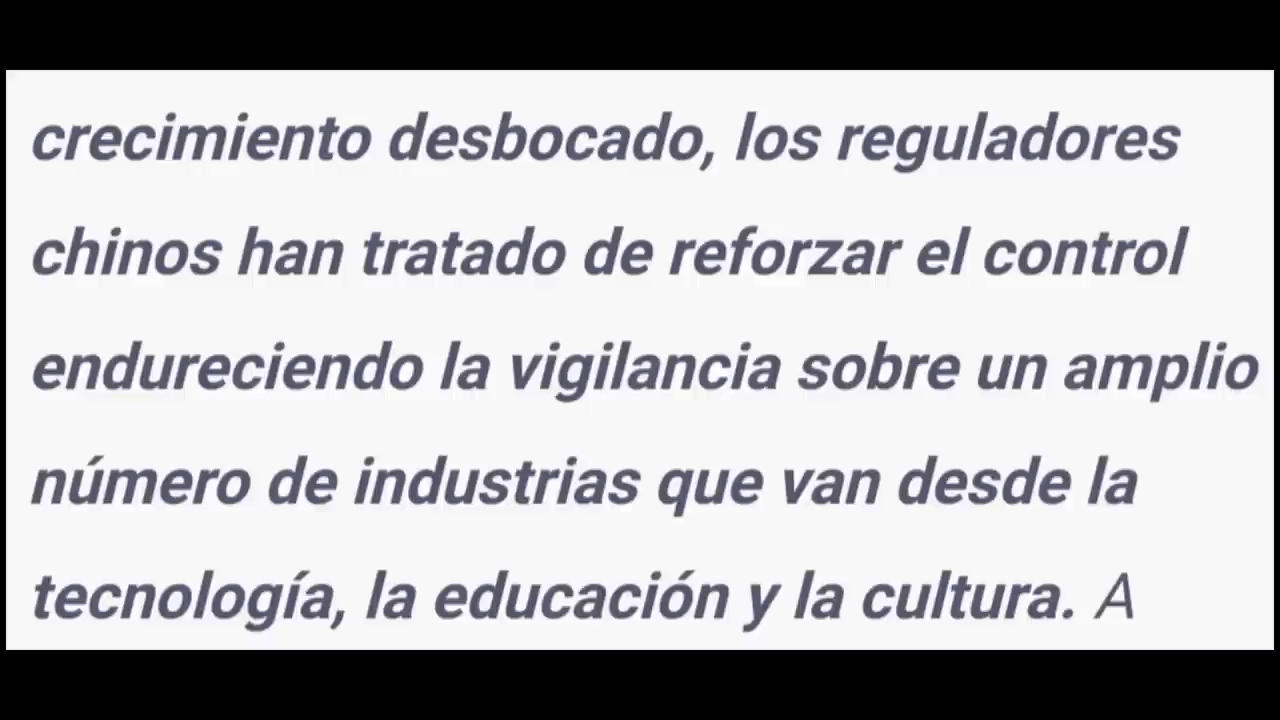 crecimiento desbocado, los reguladores
chinos han tratado de reforzar el control
endureciendo la vigilancia sobre un amplio
número de industrias que van desde la
tecnología, la educación y la cultura. A